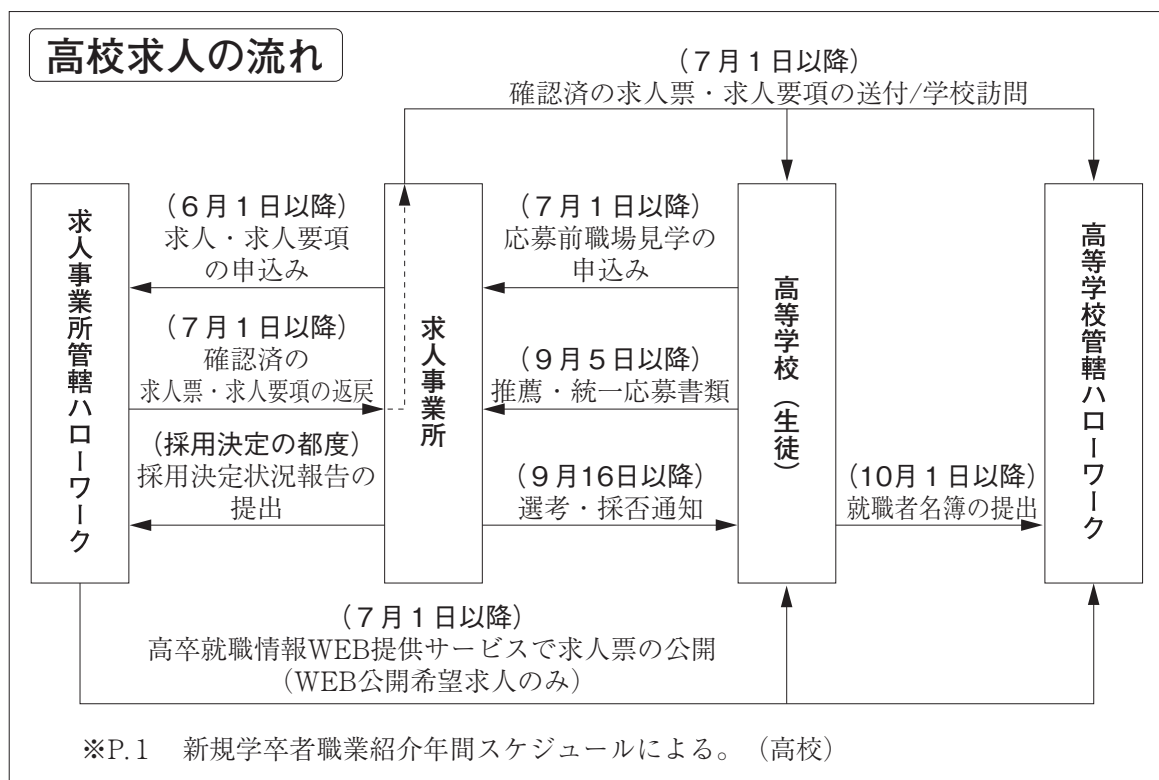 高校求人の流れ
（７月１日以降）
確認済の求人票・求人要項の送付/学校訪問
求人事業所管轄ハローワーク
（６月１日以降）
求人・求人要項
の申込み
（７月１日以降）
確認済の
求人票・求人要項の返戻
（採用決定の都度）
採用決定状況報告の
提出
求人事業所
（７月１日以降）
応募前職場見学の
申込み
（９月５日以降）
推薦・統一応募書類
（９月16日以降）
選考・採否通知
高等学校（生徒）
（10月１日以降）
就職者名簿の提出
高等学校管轄ハローワーク
（７月１日以降）
高卒就職情報WEB提供サービスで求人票の公開
（WEB公開希望求人のみ）
※P.１　新規学卒者職業紹介年間スケジュールによる。（高校）